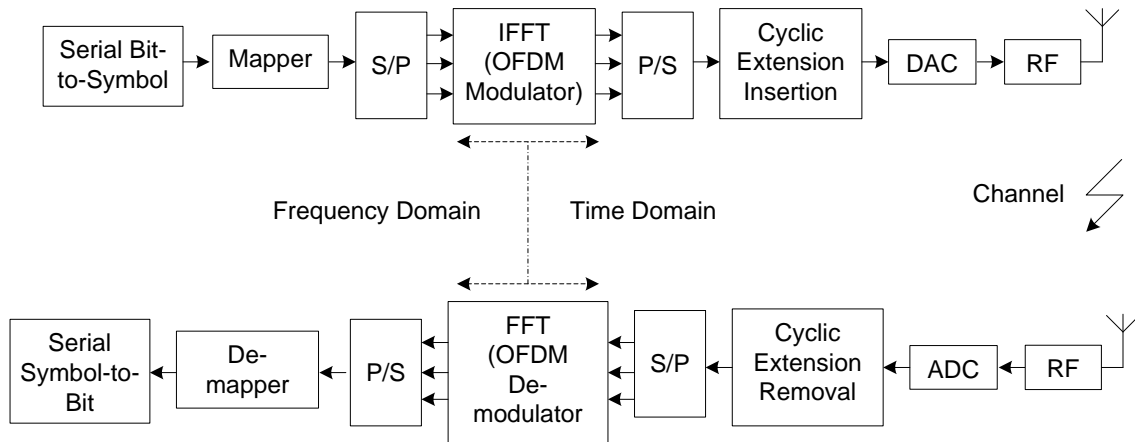 Serial Bit-
to-Symbol
Mapper
S/P
IFFT
(OFDM
Modulator)
P/S
Cyclic
Extension
Insertion
DAC
RF
Frequency Domain
Time Domain
Channel
Serial
Symbol-to-
Bit
De-
mapper
P/S
FFT
(OFDM
De-
modulator
S/P
Cyclic
Extension
Removal
ADC
RF